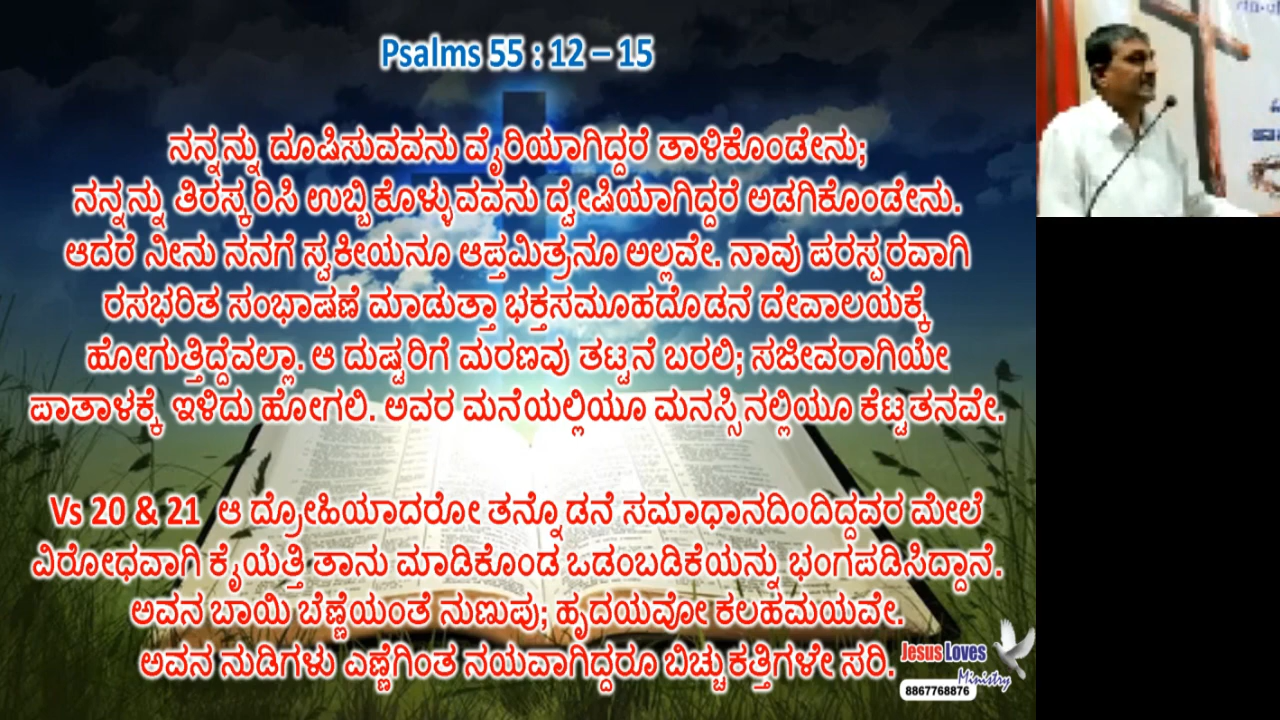 Psalms 55 : 12 – 15
ನನ್ನನ್ನು ದೂಷಿಸುವವನು ವೈರಿಯಾಗಿದ್ದರೆ ತಾಳಿಕೊಂಡೇನು;
ನನ್ನನ್ನು ತಿರಸ್ಕರಿಸಿ ಉಬ್ಬಿಕೊಳ್ಳುವವನು ದ್ವೇಷಿಯಾಗಿದ್ದರೆ ಅಡಗಿಕೊಂಡೇನು.
ಆದರೆ ನೀನು ನನಗೆ ಸ್ವಕೀಯನೂ ಆಪ್ತಮಿತ್ರನೂ ಅಲ್ಲವೇ. ನಾವು ಪರಸ್ಪರವಾಗಿ
ರಸಭರಿತ ಸಂಭಾಷಣೆ ಮಾಡುತ್ತಾ ಭಕ್ತಸಮೂಹದೊಡನೆ ದೇವಾಲಯಕ್ಕೆ
ಹೋಗುತ್ತಿದ್ದೆವಲ್ಲಾ. ಆ ದುಷ್ಟರಿಗೆ ಮರಣವು ತಟ್ಟನೆ ಬರಲಿ; ಸಜೀವರಾಗಿಯೇ
ಪಾತಾಳಕ್ಕೆ ಇಳಿದು ಹೋಗಲಿ. ಅವರ ಮನೆಯಲ್ಲಿಯೂ ಮನಸ್ಸಿನಲ್ಲಿಯೂ ಕೆಟ್ಟತನವೇ.
Vs 20 & 21 ಆ ದ್ರೋಹಿಯಾದರೋ ತನ್ನೊಡನೆ ಸಮಾಧಾನದಿಂದಿದ್ದವರ ಮೇಲೆ
ವಿರೋಧವಾಗಿ ಕೈಯೆತ್ತಿ ತಾನು ಮಾಡಿಕೊಂಡ ಒಡಂಬಡಿಕೆಯನ್ನು ಭಂಗಪಡಿಸಿದ್ದಾನೆ.
ಅವನ ಬಾಯಿ ಬೆಣ್ಣೆಯಂತೆ ನುಣುಪು; ಹೃದಯವೋ ಕಲಹಮಯವೇ.
ಅವನ ನುಡಿಗಳು ಎಣ್ಣೆಗಿಂತ ನಯವಾಗಿದ್ದರೂ ಬಿಚ್ಚುಕತ್ತಿಗಳೇ ಸರಿ.
Jesus Loves
Ministry
8867768876